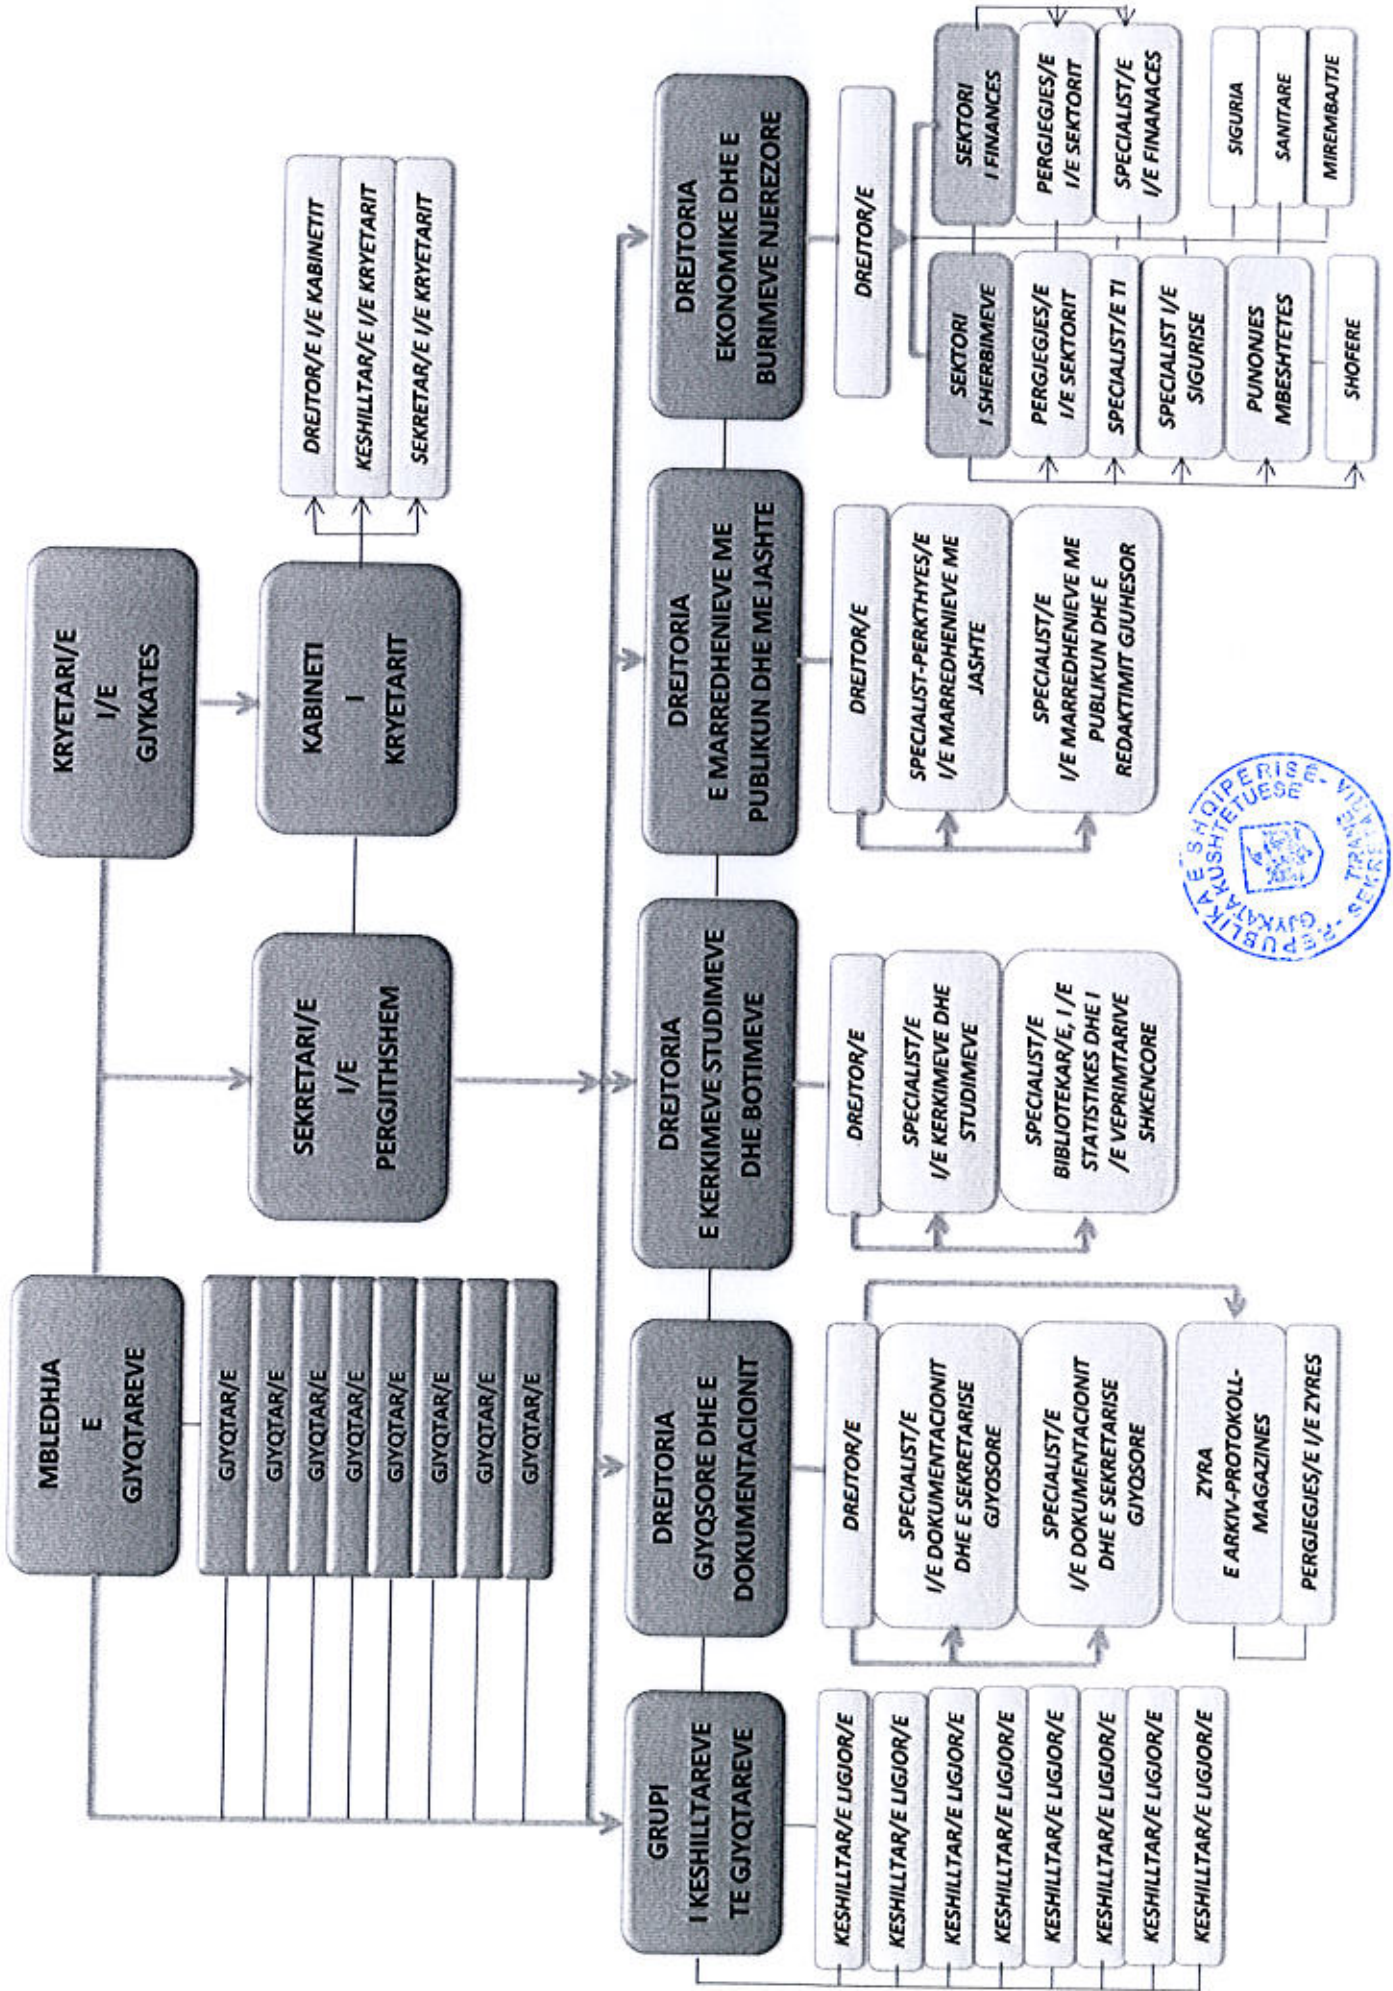 MBLEDHJA
E
GJYQTAREVE
KRYETARI/E
I/E
GJYKATES
GJYQTAR/E
GJYQTAR/E
GJYQTAR/E
GJYQTAR/E
GJYQTAR/E
GJYQTAR/E
GJYQTAR/E
GJYQTAR/E
SEKRETARI/E
I/E
PERGJITHSHEM
KABINETI
I
KRYETARIT
DREJTOR/E I/E KABINETIT
KESHILLTAR/E I/E KRYETARIT
SEKRETAR/E I/E KRYETARIT
GRUPI
I KESHILLTAREVE
TE GJYQTAREVE
KESHILLTAR/E LIGJOR/E
KESHILLTAR/E LIGJOR/E
KESHILLTAR/E LIGJOR/E
KESHILLTAR/E LIGJOR/E
KESHILLTAR/E LIGJOR/E
KESHILLTAR/E LIGJOR/E
KESHILLTAR/E LIGJOR/E
KESHILLTAR/E LIGJOR/E
DREJTORIA
GJYQSORE DHE E
DOKUMENTACIONIT
DREJTOR/E
SPECIALIST/E
I/E DOKUMENTACIONIT
DHE E SEKRETARISE
GJYQSORE
SPECIALIST/E
I/E DOKUMENTACIONIT
DHE E SEKRETARISE
GJYQSORE
ZYRA
E ARKIV-PROTOKOLL-
MAGAZINES
PERGJEGJES/E I/E ZYRES
DREJTORIA
E KERKIMEVE STUDIMEVE
DHE BOTIMEVE
DREJTOR/E
SPECIALIST/E
I/E KERKIMEVE DHE
STUDIMEVE
SPECIALIST/E
BIBLIOTEKAR/E, I /E
STATISTIKES DHE I
/E VEPRIMTARIVE
SHKENCORE
DREJTORIA
E MARREDHENIEVE ME
PUBLIKUN DHE ME JASHTE
DREJTOR/E
SPECIALIST-PERKTHYES/E
I/E MARREDHENIEVE ME
JASHTE
SPECIALIST/E
I/E MARREDHENIEVE ME
PUBLIKUN DHE E
REDAKTIMIT GJUHESOR
DREJTORIA
EKONOMIKE DHE E
BURIMEVE NJEREZORE
DREJTOR/E
SEKTORI
I SHERBIMEVE
PERGJEGJES/E
I/E SEKTORIT
SPECIALIST/E TI
SPECIALIST I/E
SIGURISE
PUNONJES
MBESHTETES
SHOFERE
SEKTORI
I FINANCES
PERGJEGJES/E
I/E SEKTORIT
SPECIALIST/E
I/E FINANACES
SIGURIA
SANITARE
MIREMBAJTJE
REPUBLIKA E SHQIPERISE
GJYKATA KUSHTETUESE
TIRANE